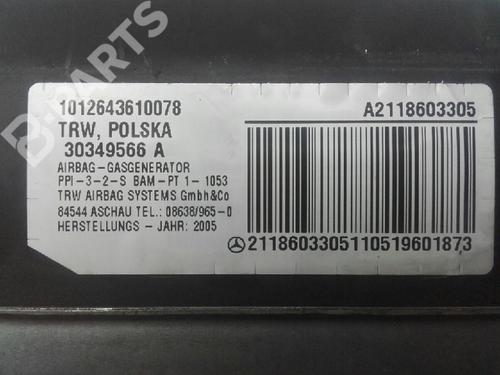 B-PARTS
1012643610078
A2118603305
TRW, POLSKA
30349566 A
AIRBAG-GASGENERATOR
PPI-3-2-S BAM-PT 1- 1053
TRW AIRBAG SYSTEMS Gmbh&Co
84544 ASCHAU TEL.: 08638/965-0
HERSTELLUNGS - JAHR: 2005
2118603305110519601873